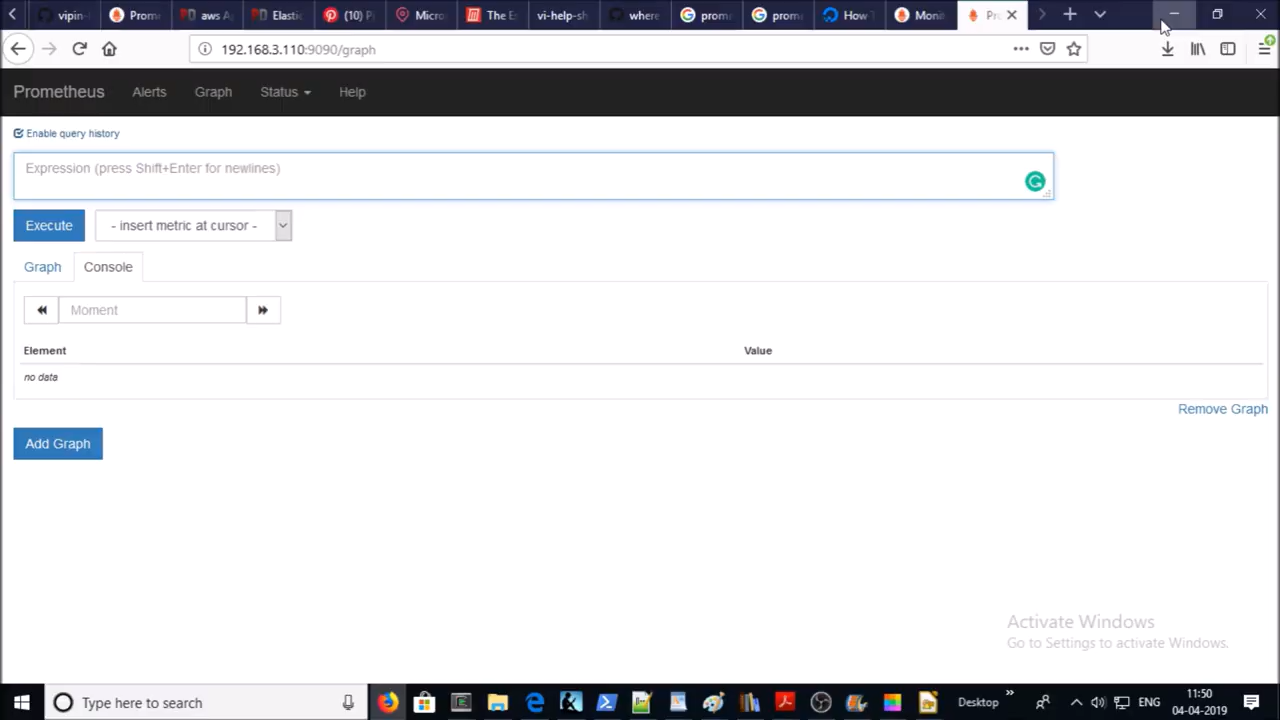 vipin- Prom aws A Elasti (10) P Micro The E vi-help-sh where prom prom How T Monit Pr
192.168.3.110:9090/graph
Prometheus Alerts Graph Status Help
Enable query history
Expression (press Shift+Enter for newlines)
Execute - insert metric at cursor -
Graph Console
Moment
Element Value
no data
Remove Graph
Add Graph
Activate Windows
Go to Settings to activate Windows.
Type here to search Desktop ENG 11:50
04-04-2019